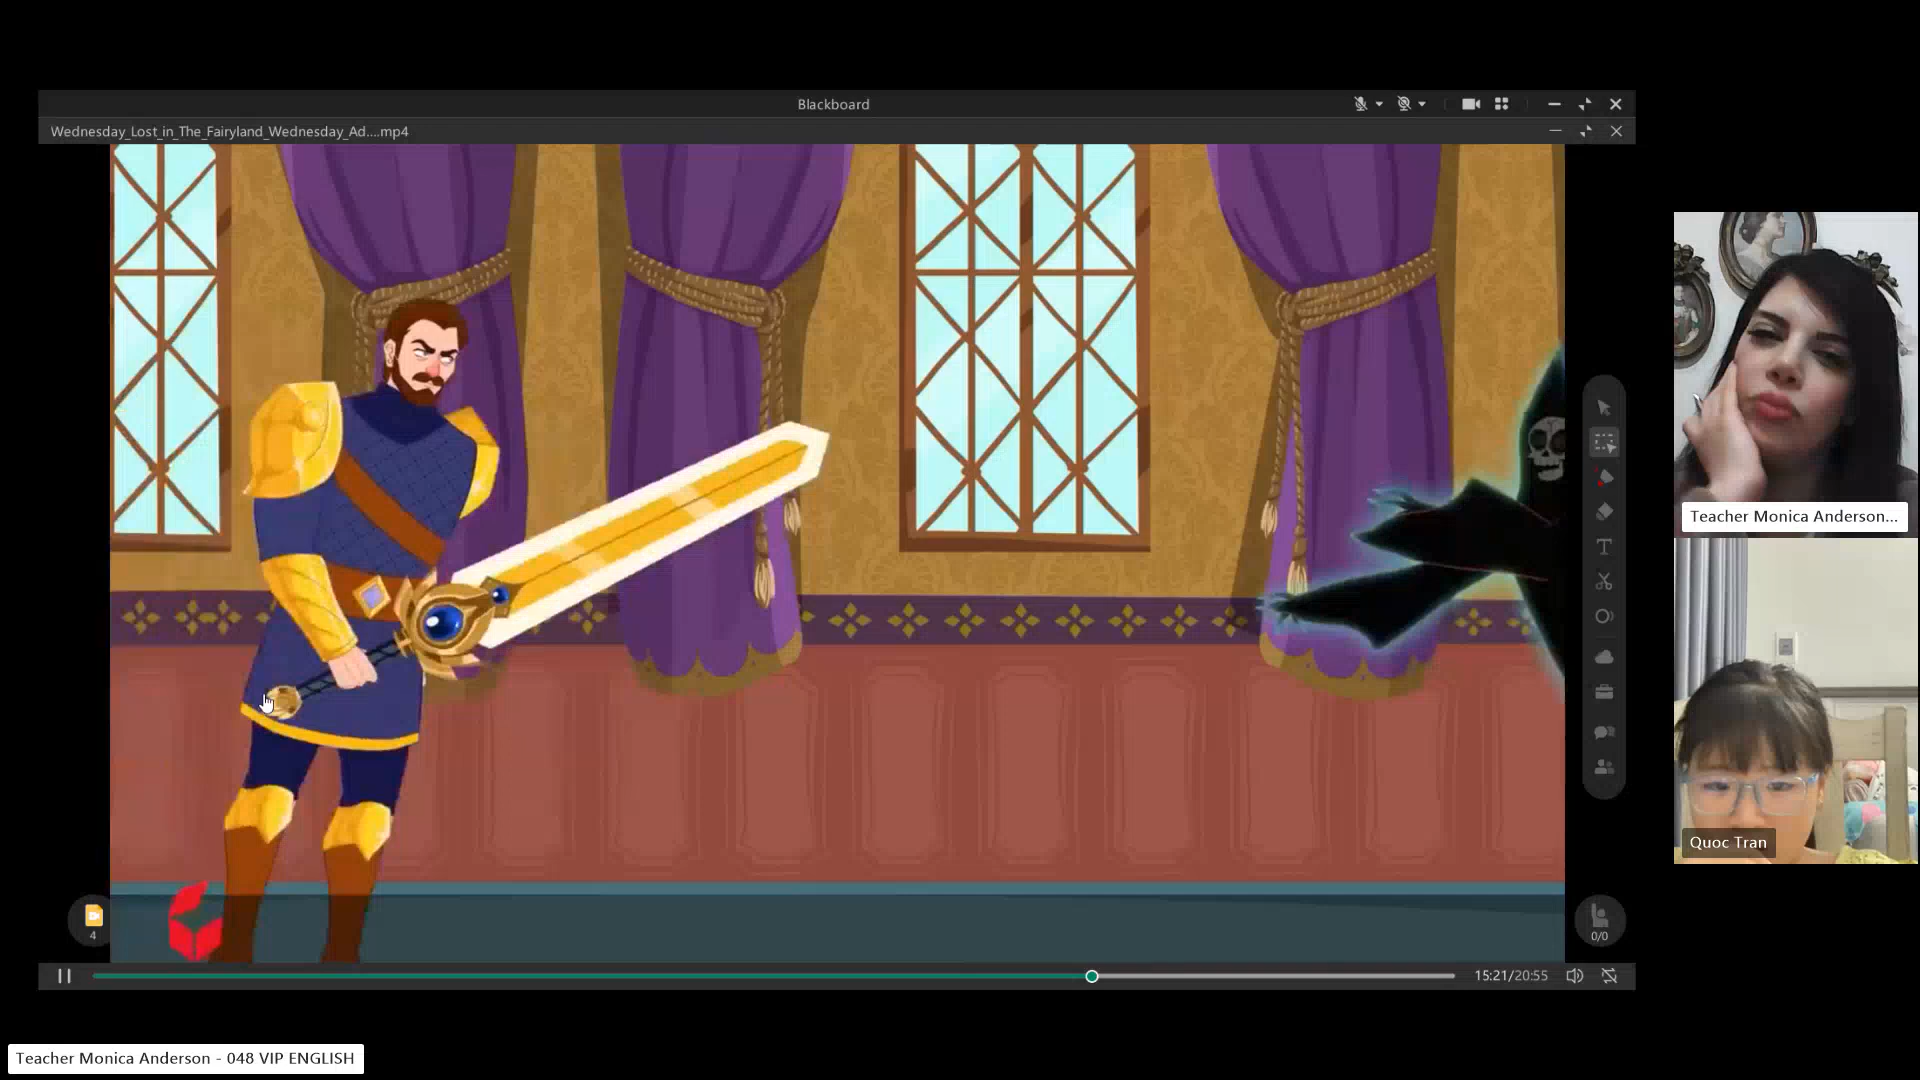 Blackboard
Wednesday_Lost_in_The_Fairyland_Wednesday_Ad....mp4
Teacher Monica Anderson...
Quoc Tran
4
0/0
15:21/20:55
Teacher Monica Anderson - 048 VIP ENGLISH